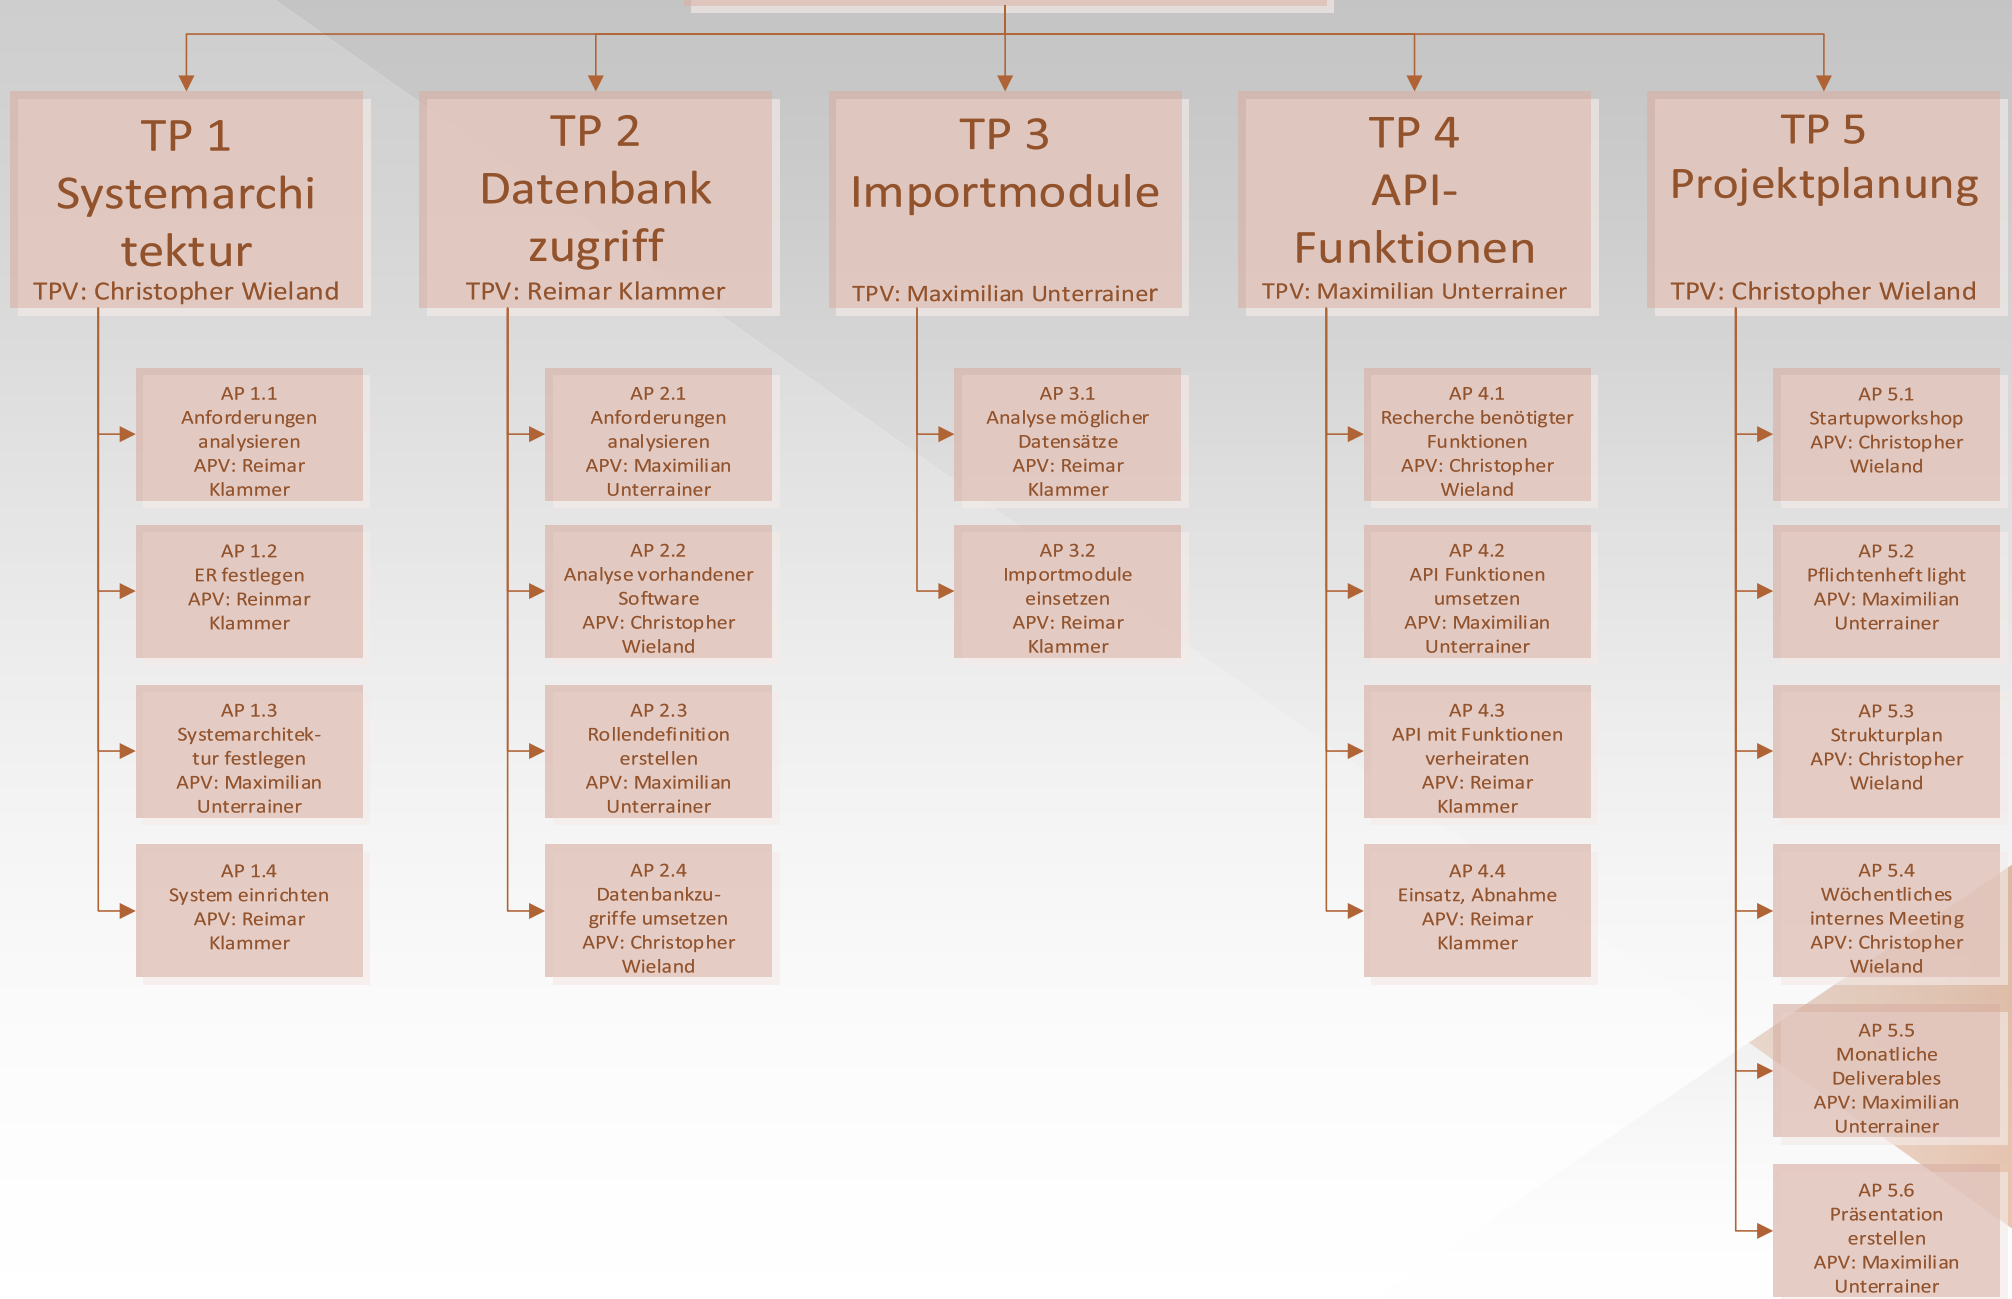 TP 1
Systemarchi
tektur
TPV: Christopher Wieland
AP 1.1
Anforderungen
analysieren
APV: Reimar
Klammer
AP 1.2
ER festlegen
APV: Reinmar
Klammer
AP 1.3
Systemarchitek-
tur festlegen
APV: Maximilian
Unterrainer
AP 1.4
System einrichten
APV: Reimar
Klammer
TP 2
Datenbank
zugriff
TPV: Reimar Klammer
AP 2.1
Anforderungen
analysieren
APV: Maximilian
Unterrainer
AP 2.2
Analyse vorhandener
Software
APV: Christopher
Wieland
AP 2.3
Rollendefinition
erstellen
APV: Maximilian
Unterrainer
AP 2.4
Datenbankzu-
griffe umsetzen
APV: Christopher
Wieland
TP 3
Importmodule
TPV: Maximilian Unterrainer
AP 3.1
Analyse möglicher
Datensätze
APV: Reimar
Klammer
AP 3.2
Importmodule
einsetzen
APV: Reimar
Klammer
TP 4
API-
Funktionen
TPV: Maximilian Unterrainer
AP 4.1
Recherche benötigter
Funktionen
APV: Christopher
Wieland
AP 4.2
API Funktionen
umsetzen
APV: Maximilian
Unterrainer
AP 4.3
API mit Funktionen
verheiraten
APV: Reimar
Klammer
AP 4.4
Einsatz, Abnahme
APV: Reimar
Klammer
TP 5
Projektplanung
TPV: Christopher Wieland
AP 5.1
Startupworkshop
APV: Christopher
Wieland
AP 5.2
Pflichtenheft light
APV: Maximilian
Unterrainer
AP 5.3
Strukturplan
APV: Christopher
Wieland
AP 5.4
Wöchentliches
internes Meeting
APV: Christopher
Wieland
AP 5.5
Monatliche
Deliverables
APV: Maximilian
Unterrainer
AP 5.6
Präsentation
erstellen
APV: Maximilian
Unterrainer